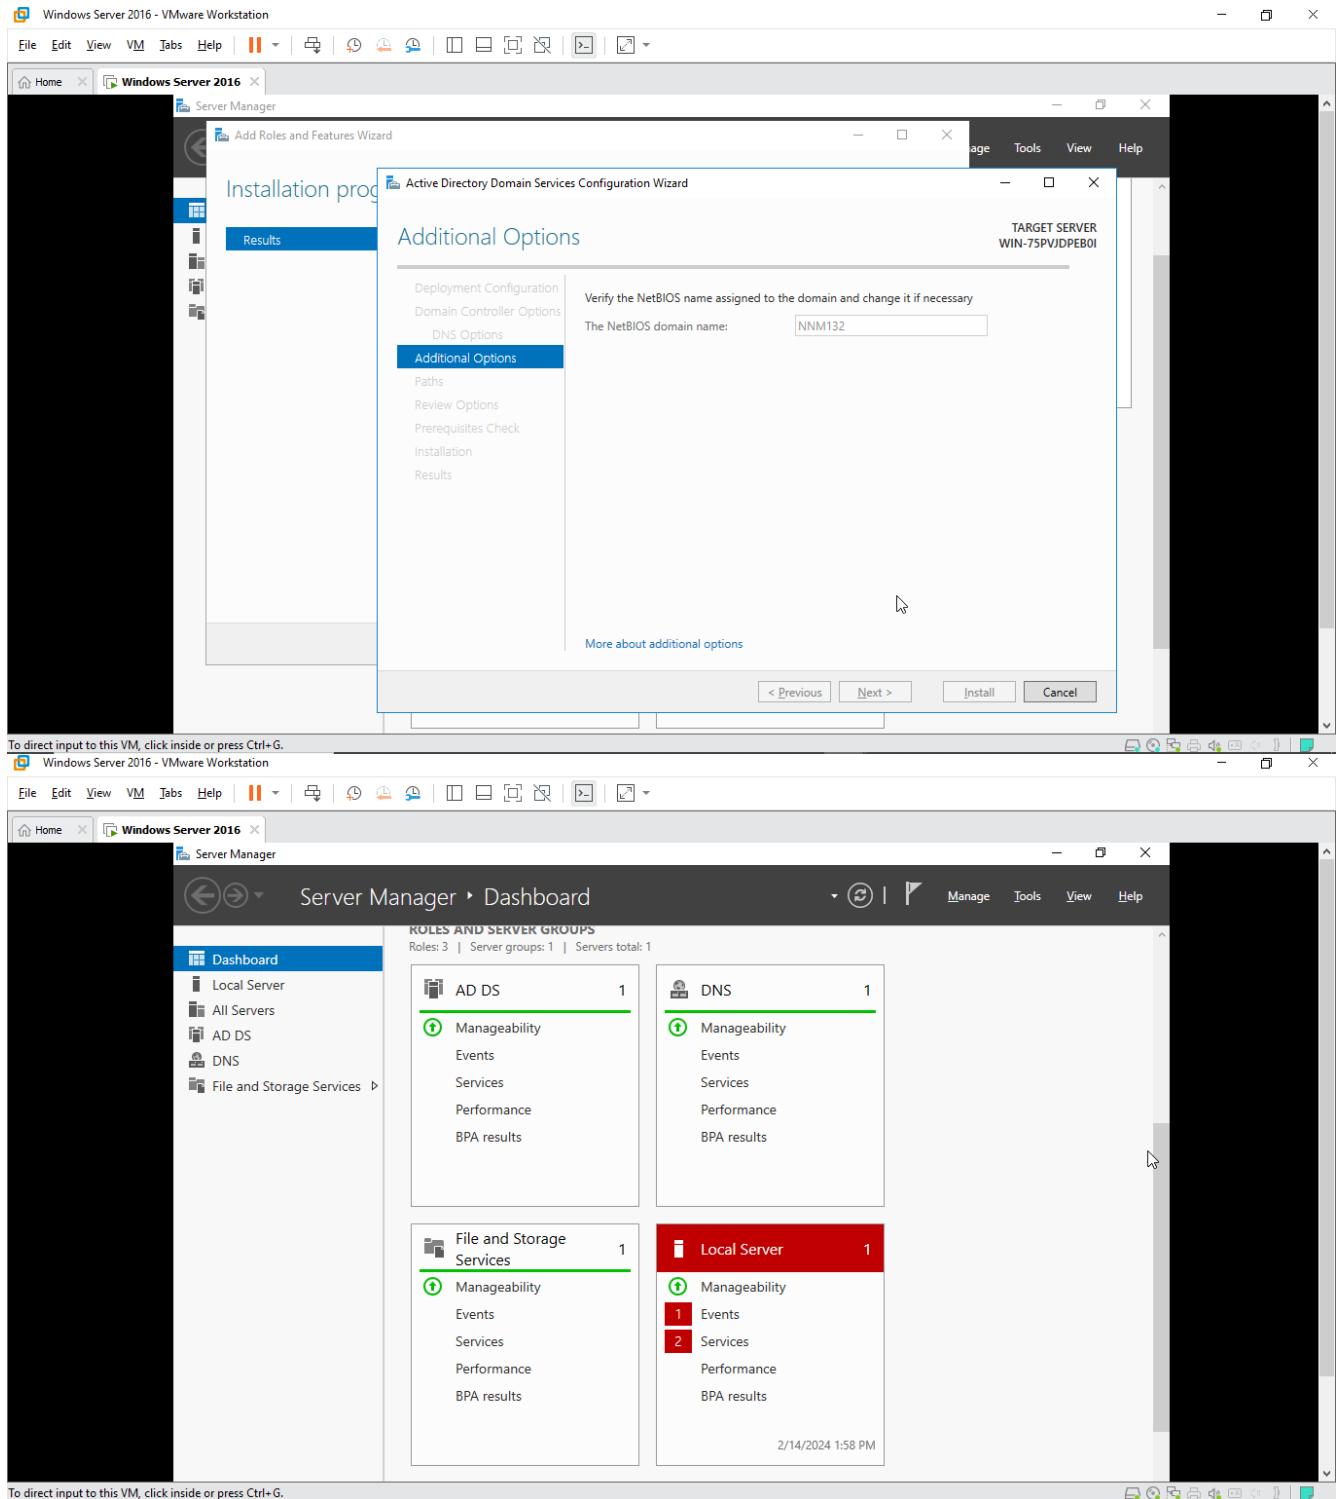 Windows Server 2016 - VMware Workstation
File Edit View VM Tabs Help
Home Windows Server 2016
Server Manager
Add Roles and Features Wizard
age Tools View Help
Installation prog
Results
Active Directory Domain Services Configuration Wizard
Additional Options
TARGET SERVER
WIN-75PVJDPEB0I
Deployment Configuration
Domain Controller Options
DNS Options
Additional Options
Paths
Review Options
Prerequisites Check
Installation
Results
Verify the NetBIOS name assigned to the domain and change it if necessary
The NetBIOS domain name: NNM132
More about additional options
< Previous Next > Install Cancel
To direct input to this VM, click inside or press Ctrl+G.
Windows Server 2016 - VMware Workstation
File Edit View VM Tabs Help
Home Windows Server 2016
Server Manager
Server Manager Dashboard
Manage Tools View Help
Dashboard
Local Server
All Servers
AD DS
DNS
File and Storage Services
ROLES AND SERVER GROUPS
Roles: 3 | Server groups: 1 | Servers total: 1
AD DS 1
Manageability
Events
Services
Performance
BPA results
DNS 1
Manageability
Events
Services
Performance
BPA results
File and Storage
Services 1
Manageability
Events
Services
Performance
BPA results
Local Server 1
Manageability
1 Events
2 Services
Performance
BPA results
2/14/2024 1:58 PM
To direct input to this VM, click inside or press Ctrl+G.